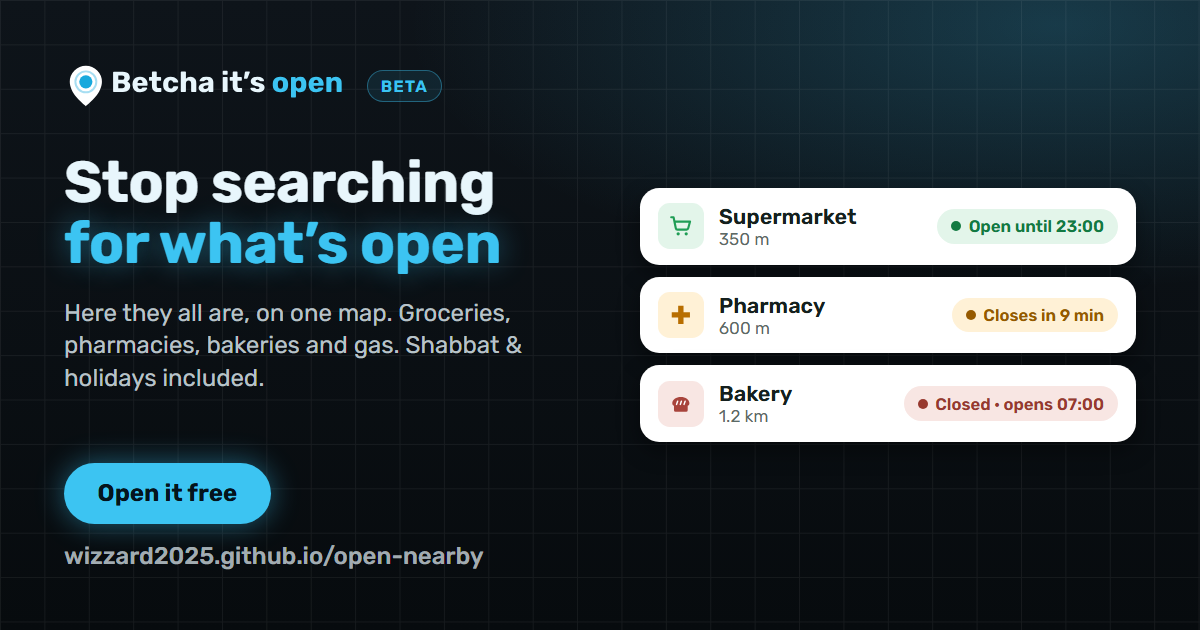 Betcha it's open
BETA
Stop searching
for what's open
Here they all are, on one map. Groceries,
pharmacies, bakeries and gas. Shabbat &
holidays included.
Open it free
wizzard2025.github.io/open-nearby
Supermarket
350 m
Open until 23:00
Pharmacy
600 m
Closes in 9 min
Bakery
1.2 km
Closed • opens 07:00